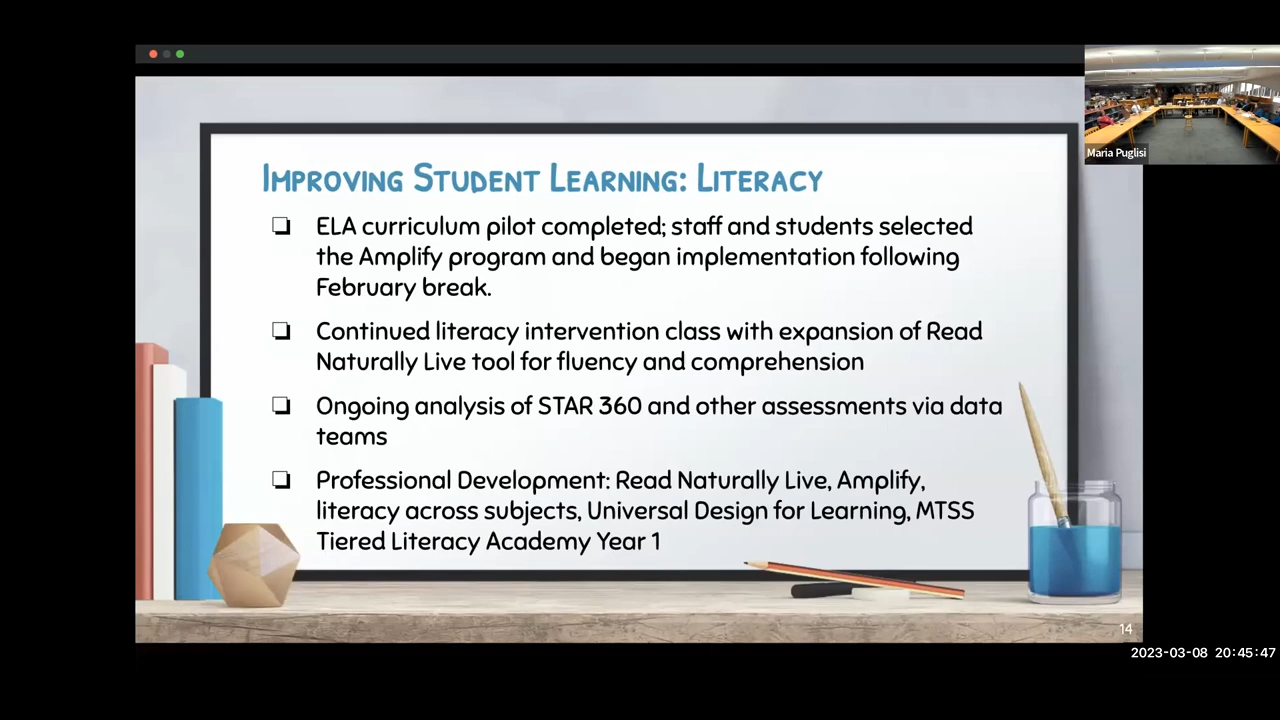 Maria Puglisi
IMPROVING STUDENT LEARNING: LITERACY
❏ ELA curriculum pilot completed; staff and students selected
the Amplify program and began implementation following
February break.
❏ Continued literacy intervention class with expansion of Read
Naturally Live tool for fluency and comprehension
❏ Ongoing analysis of STAR 360 and other assessments via data
teams
❏ Professional Development: Read Naturally Live, Amplify,
literacy across subjects, Universal Design for Learning, MTSS
Tiered Literacy Academy Year 1
14
2023-03-08 20:45:47